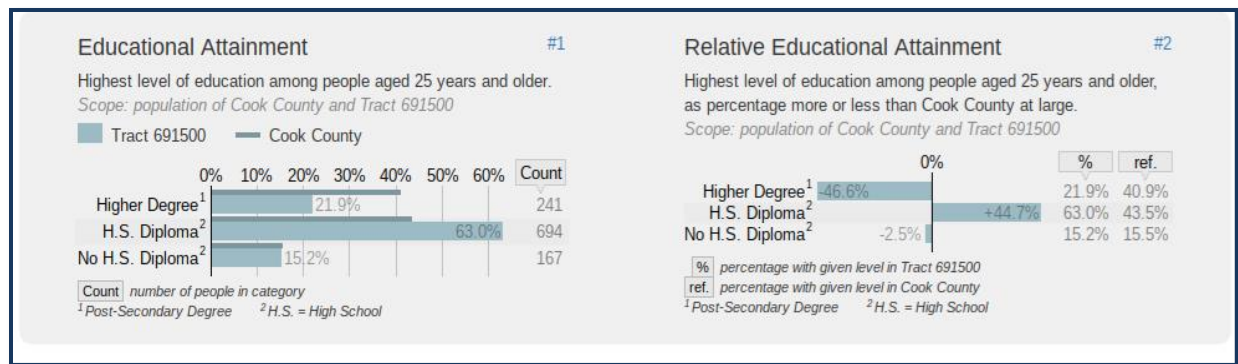 Educational Attainment #1
Highest level of education among people aged 25 years and older.
Scope: population of Cook County and Tract 691500
Tract 691500 Cook County
0% 10% 20% 30% 40% 50% 60% Count
Higher Degree1 21.9% 241
H.S. Diploma2 63.0% 694
No H.S. Diploma2 15.2% 167
Count number of people in category
1 Post-Secondary Degree 2 H.S. = High School
Relative Educational Attainment #2
Highest level of education among people aged 25 years and older,
as percentage more or less than Cook County at large.
Scope: population of Cook County and Tract 691500
0% % ref.
Higher Degree1 -46.6% 21.9% 40.9%
H.S. Diploma2 +44.7% 63.0% 43.5%
No H.S. Diploma2 -2.5% 15.2% 15.5%
% percentage with given level in Tract 691500
ref. percentage with given level in Cook County
1 Post-Secondary Degree 2 H.S. = High School